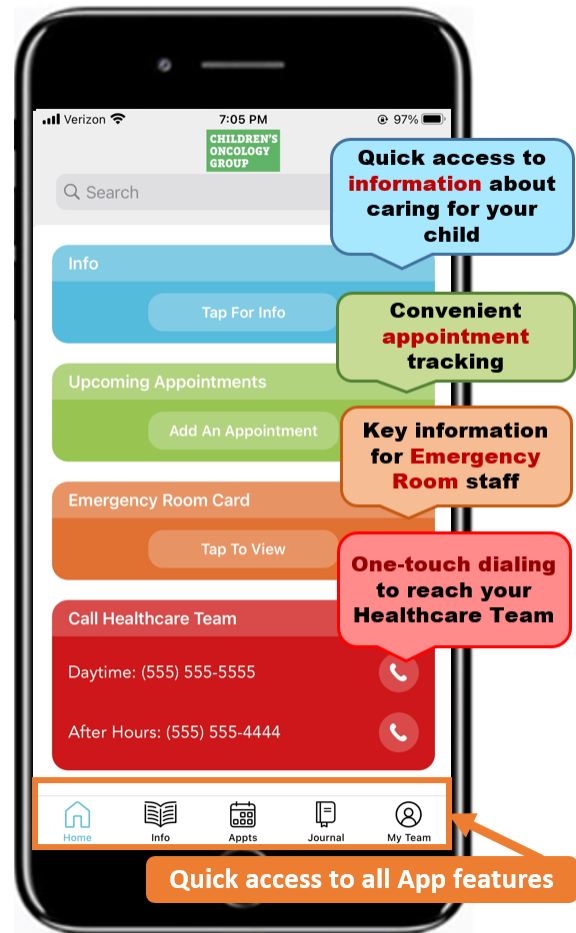 Verizon
7:05 PM
97%
CHILDREN'S
ONCOLOGY
GROUP
Search
Quick access to
information about
caring for your
child
Info
Tap For Info
Convenient
appointment
tracking
Upcoming Appointments
Add An Appointment
Key information
for Emergency
Room staff
Emergency Room Card
Tap To View
One-touch dialing
to reach your
Healthcare Team
Call Healthcare Team
Daytime: (555) 555-5555
After Hours: (555) 555-4444
Home
Info
Appts
Journal
My Team
Quick access to all App features